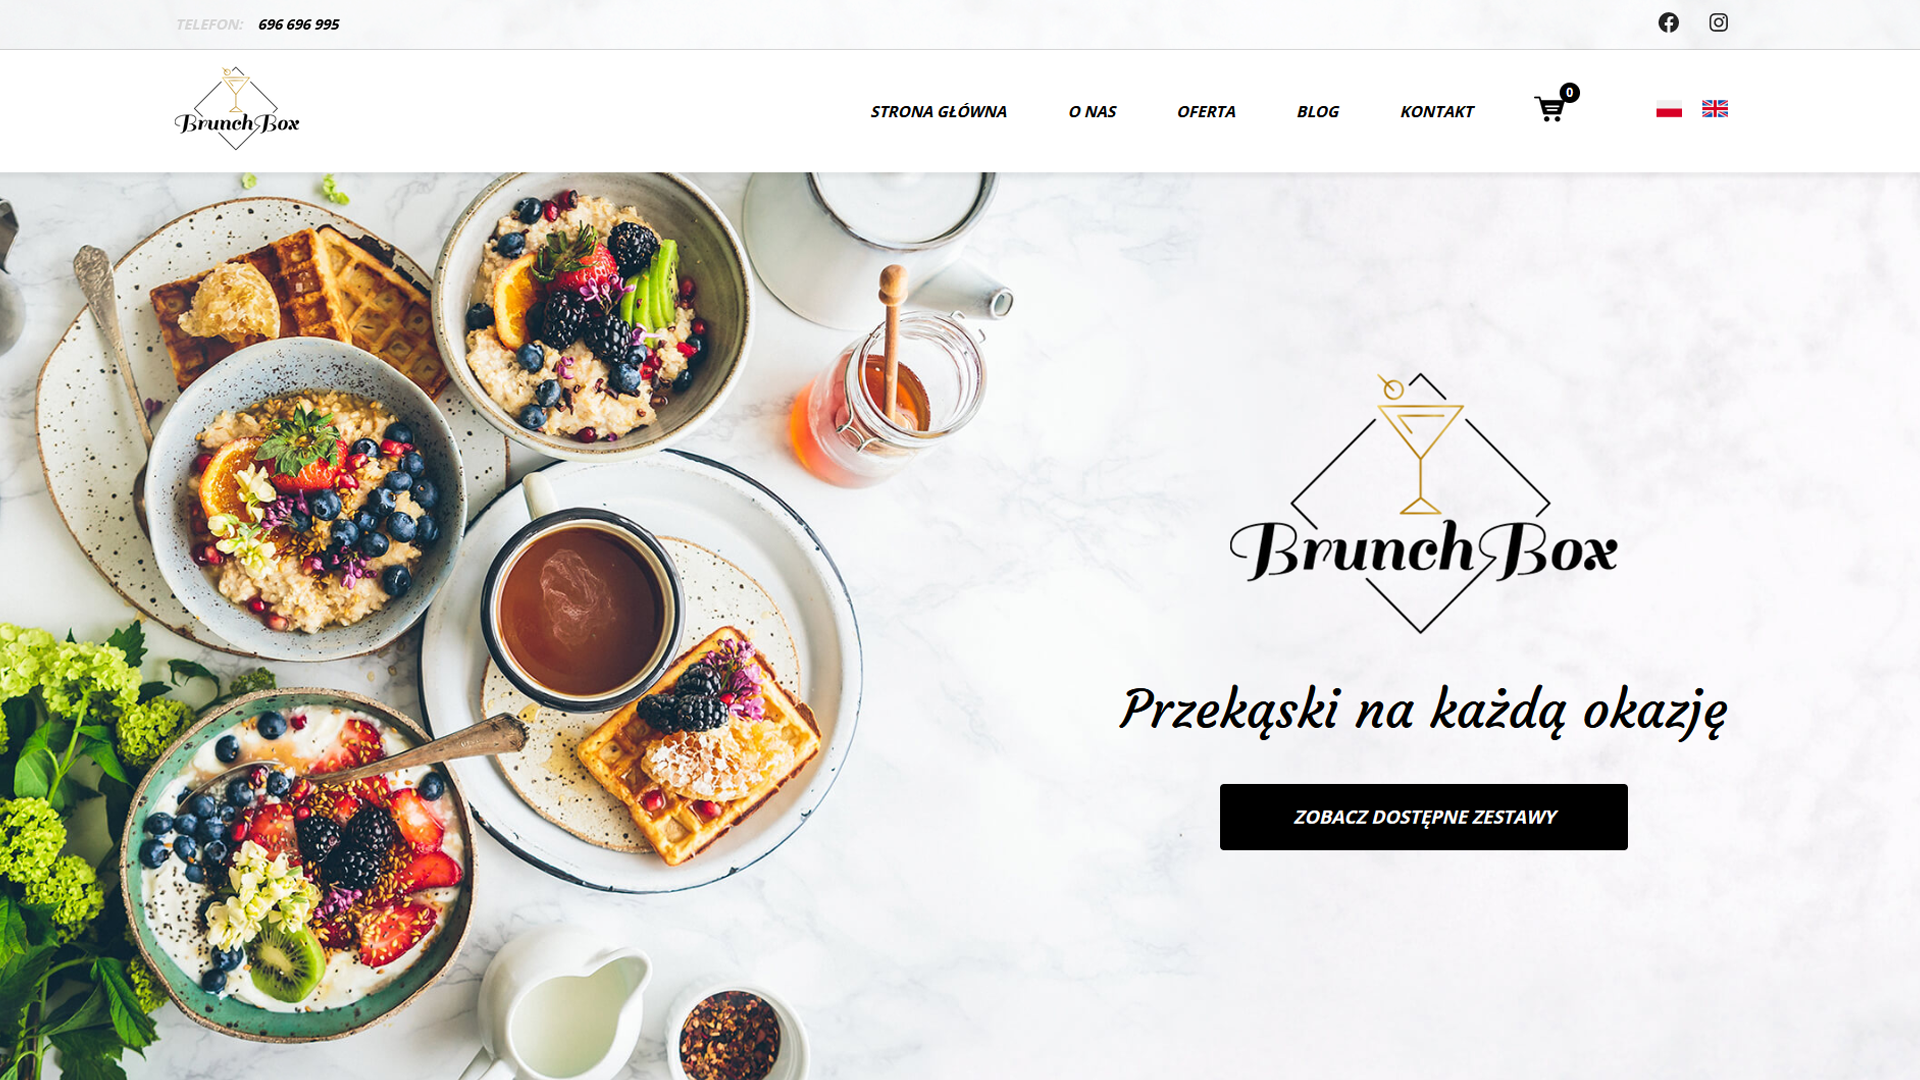 TELEFON: 696 696 995
BrunchBox
STRONA GŁÓWNA O NAS OFERTA BLOG KONTAKT 0
BrunchBox
Przekąski na każdą okazję
ZOBACZ DOSTĘPNE ZESTAWY